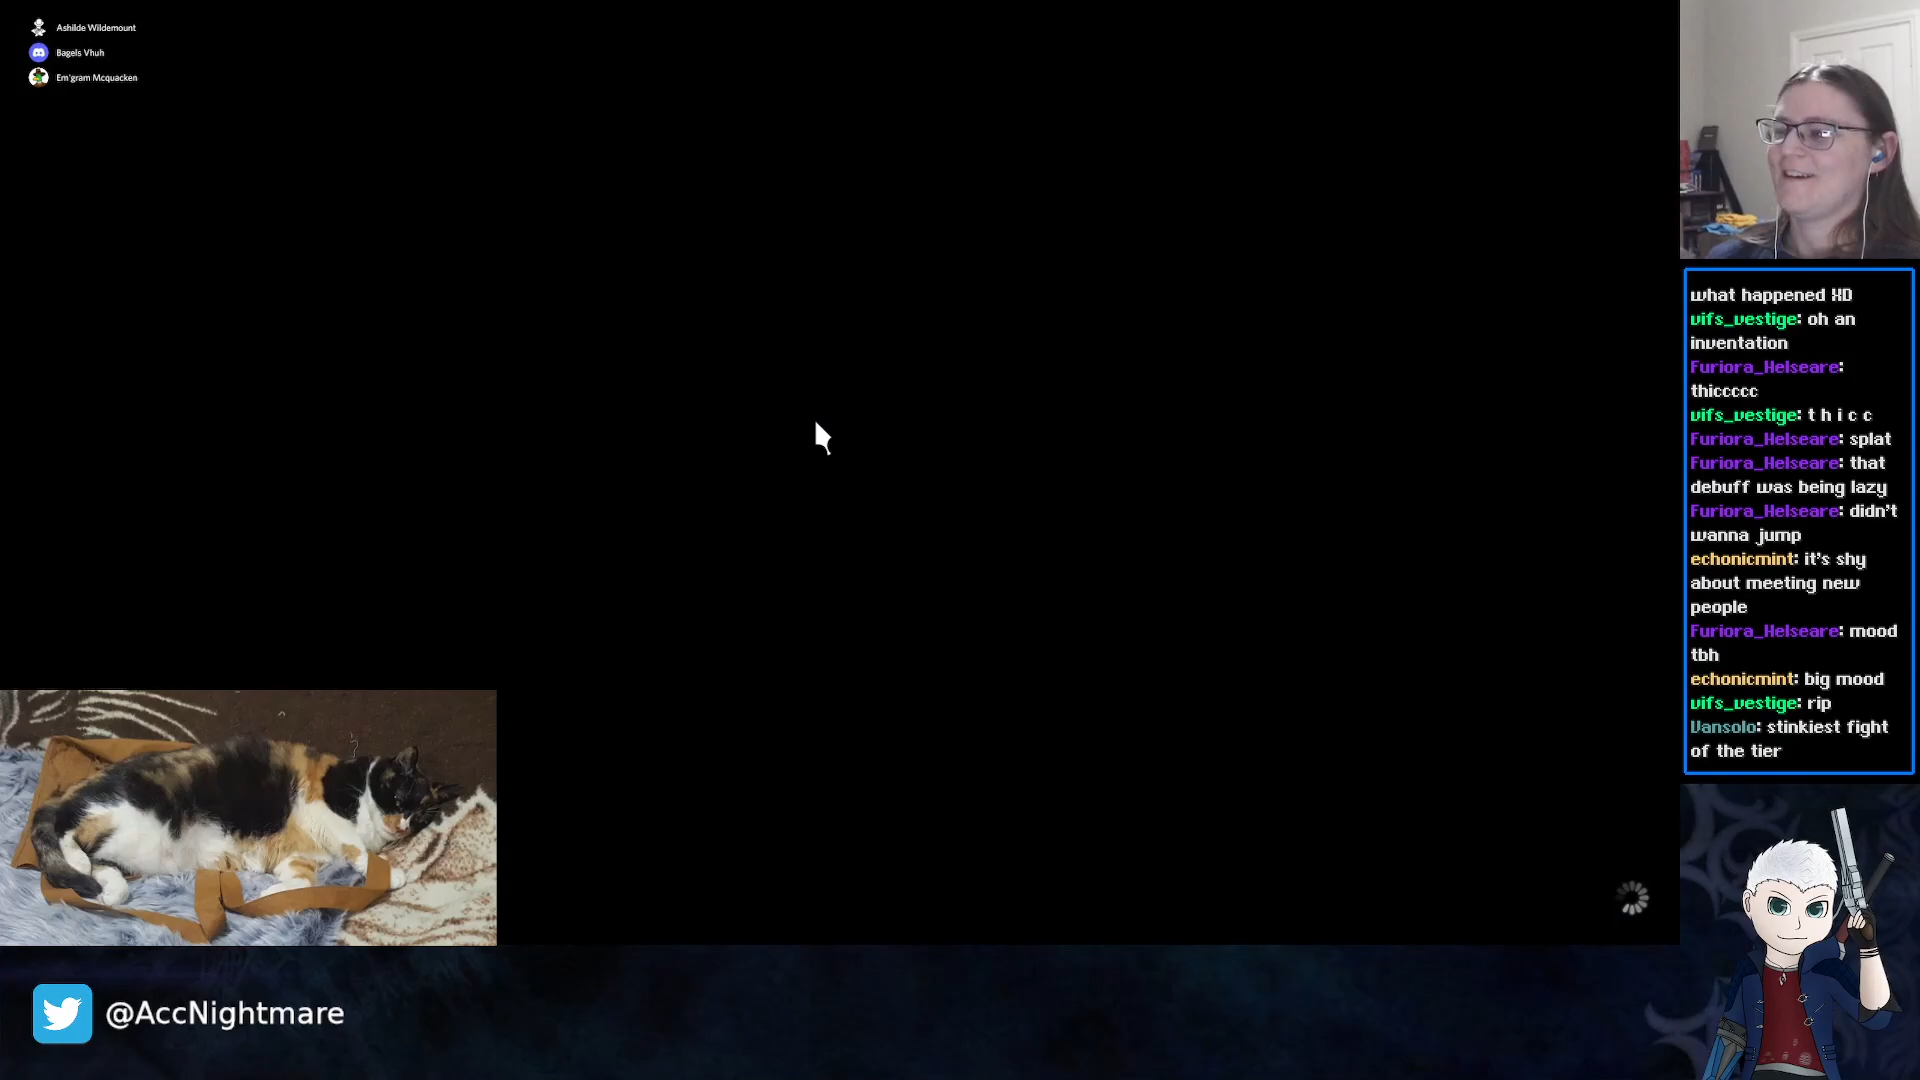 Ashilde Wildemount
Bagels Vhuh
Em'gram Mcquacken
what happened XD
vifs_vestige: oh an
inventation
Furiora_Helseare:
thiccccc
vifs_vestige: t h i c c
Furiora_Helseare: splat
Furiora_Helseare: that
debuff was being lazy
Furiora_Helseare: didn't
wanna jump
echonicmint: it's shy
about meeting new
people
Furiora_Helseare: mood
tbh
echonicmint: big mood
vifs_vestige: rip
Vansolo: stinkiest fight
of the tier
@AccNightmare